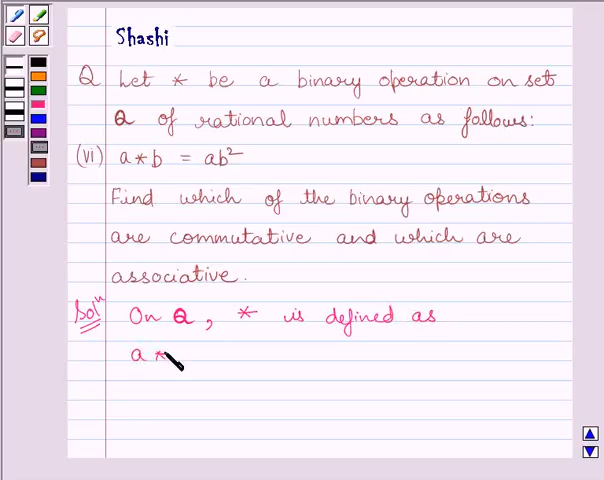 Shashi
Q Let * be a binary operation on set
Q of rational numbers as follows:
(vi) a * b = ab²
Find which of the binary operations
are commutative and which are
associative.
Solⁿ On Q, * is defined as
a *